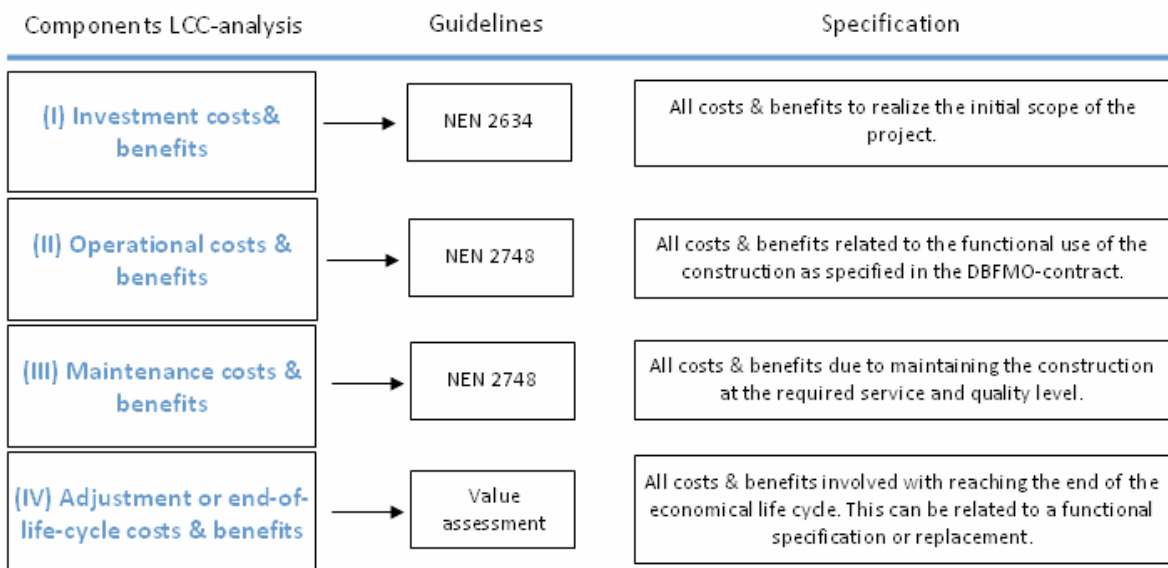 Components LCC-analysis
Guidelines
Specification
(I) Investment costs&
benefits
NEN 2634
All costs & benefits to realize the initial scope of the
project.
(II) Operational costs &
benefits
NEN 2748
All costs & benefits related to the functional use of the
construction as specified in the DBFMO-contract.
(III) Maintenance costs &
benefits
NEN 2748
All costs & benefits due to maintaining the construction
at the required service and quality level.
(IV) Adjustment or end-of-
life-cycle costs & benefits
Value
assessment
All costs & benefits involved with reaching the end of the
economical life cycle. This can be related to a functional
specification or replacement.